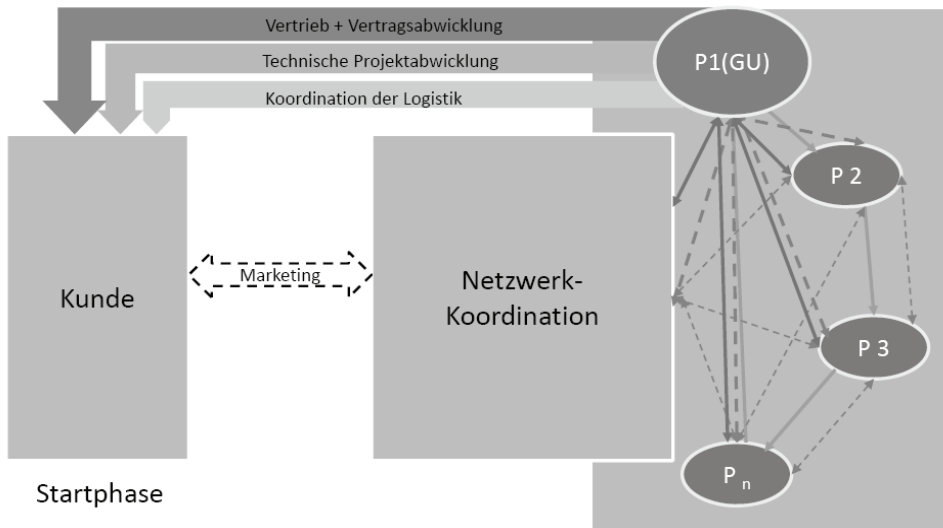 Vertrieb + Vertragsabwicklung
Technische Projektabwicklung
Koordination der Logistik
P1(GU)
P 2
Kunde
Marketing
Netzwerk-
Koordination
P 3
P n
Startphase